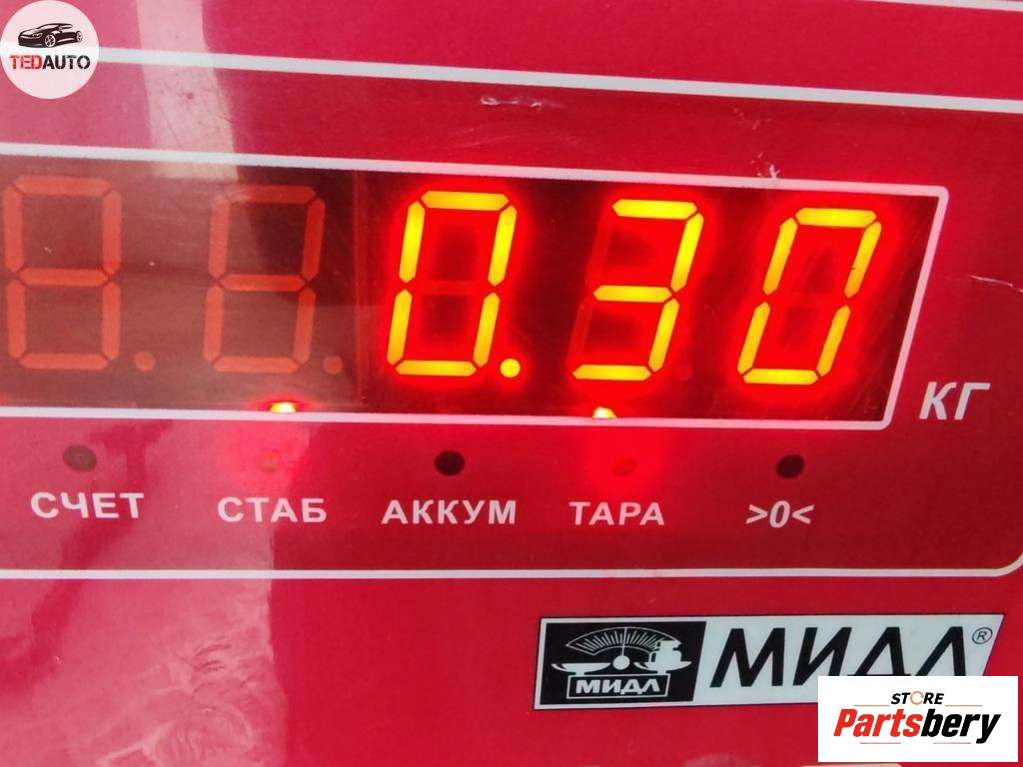 TEDAUTO
0.30
КГ
СЧЕТ СТАБ АККУМ ТАРА >0<
МИДЛ МИДЛ®
STORE
Partsbery